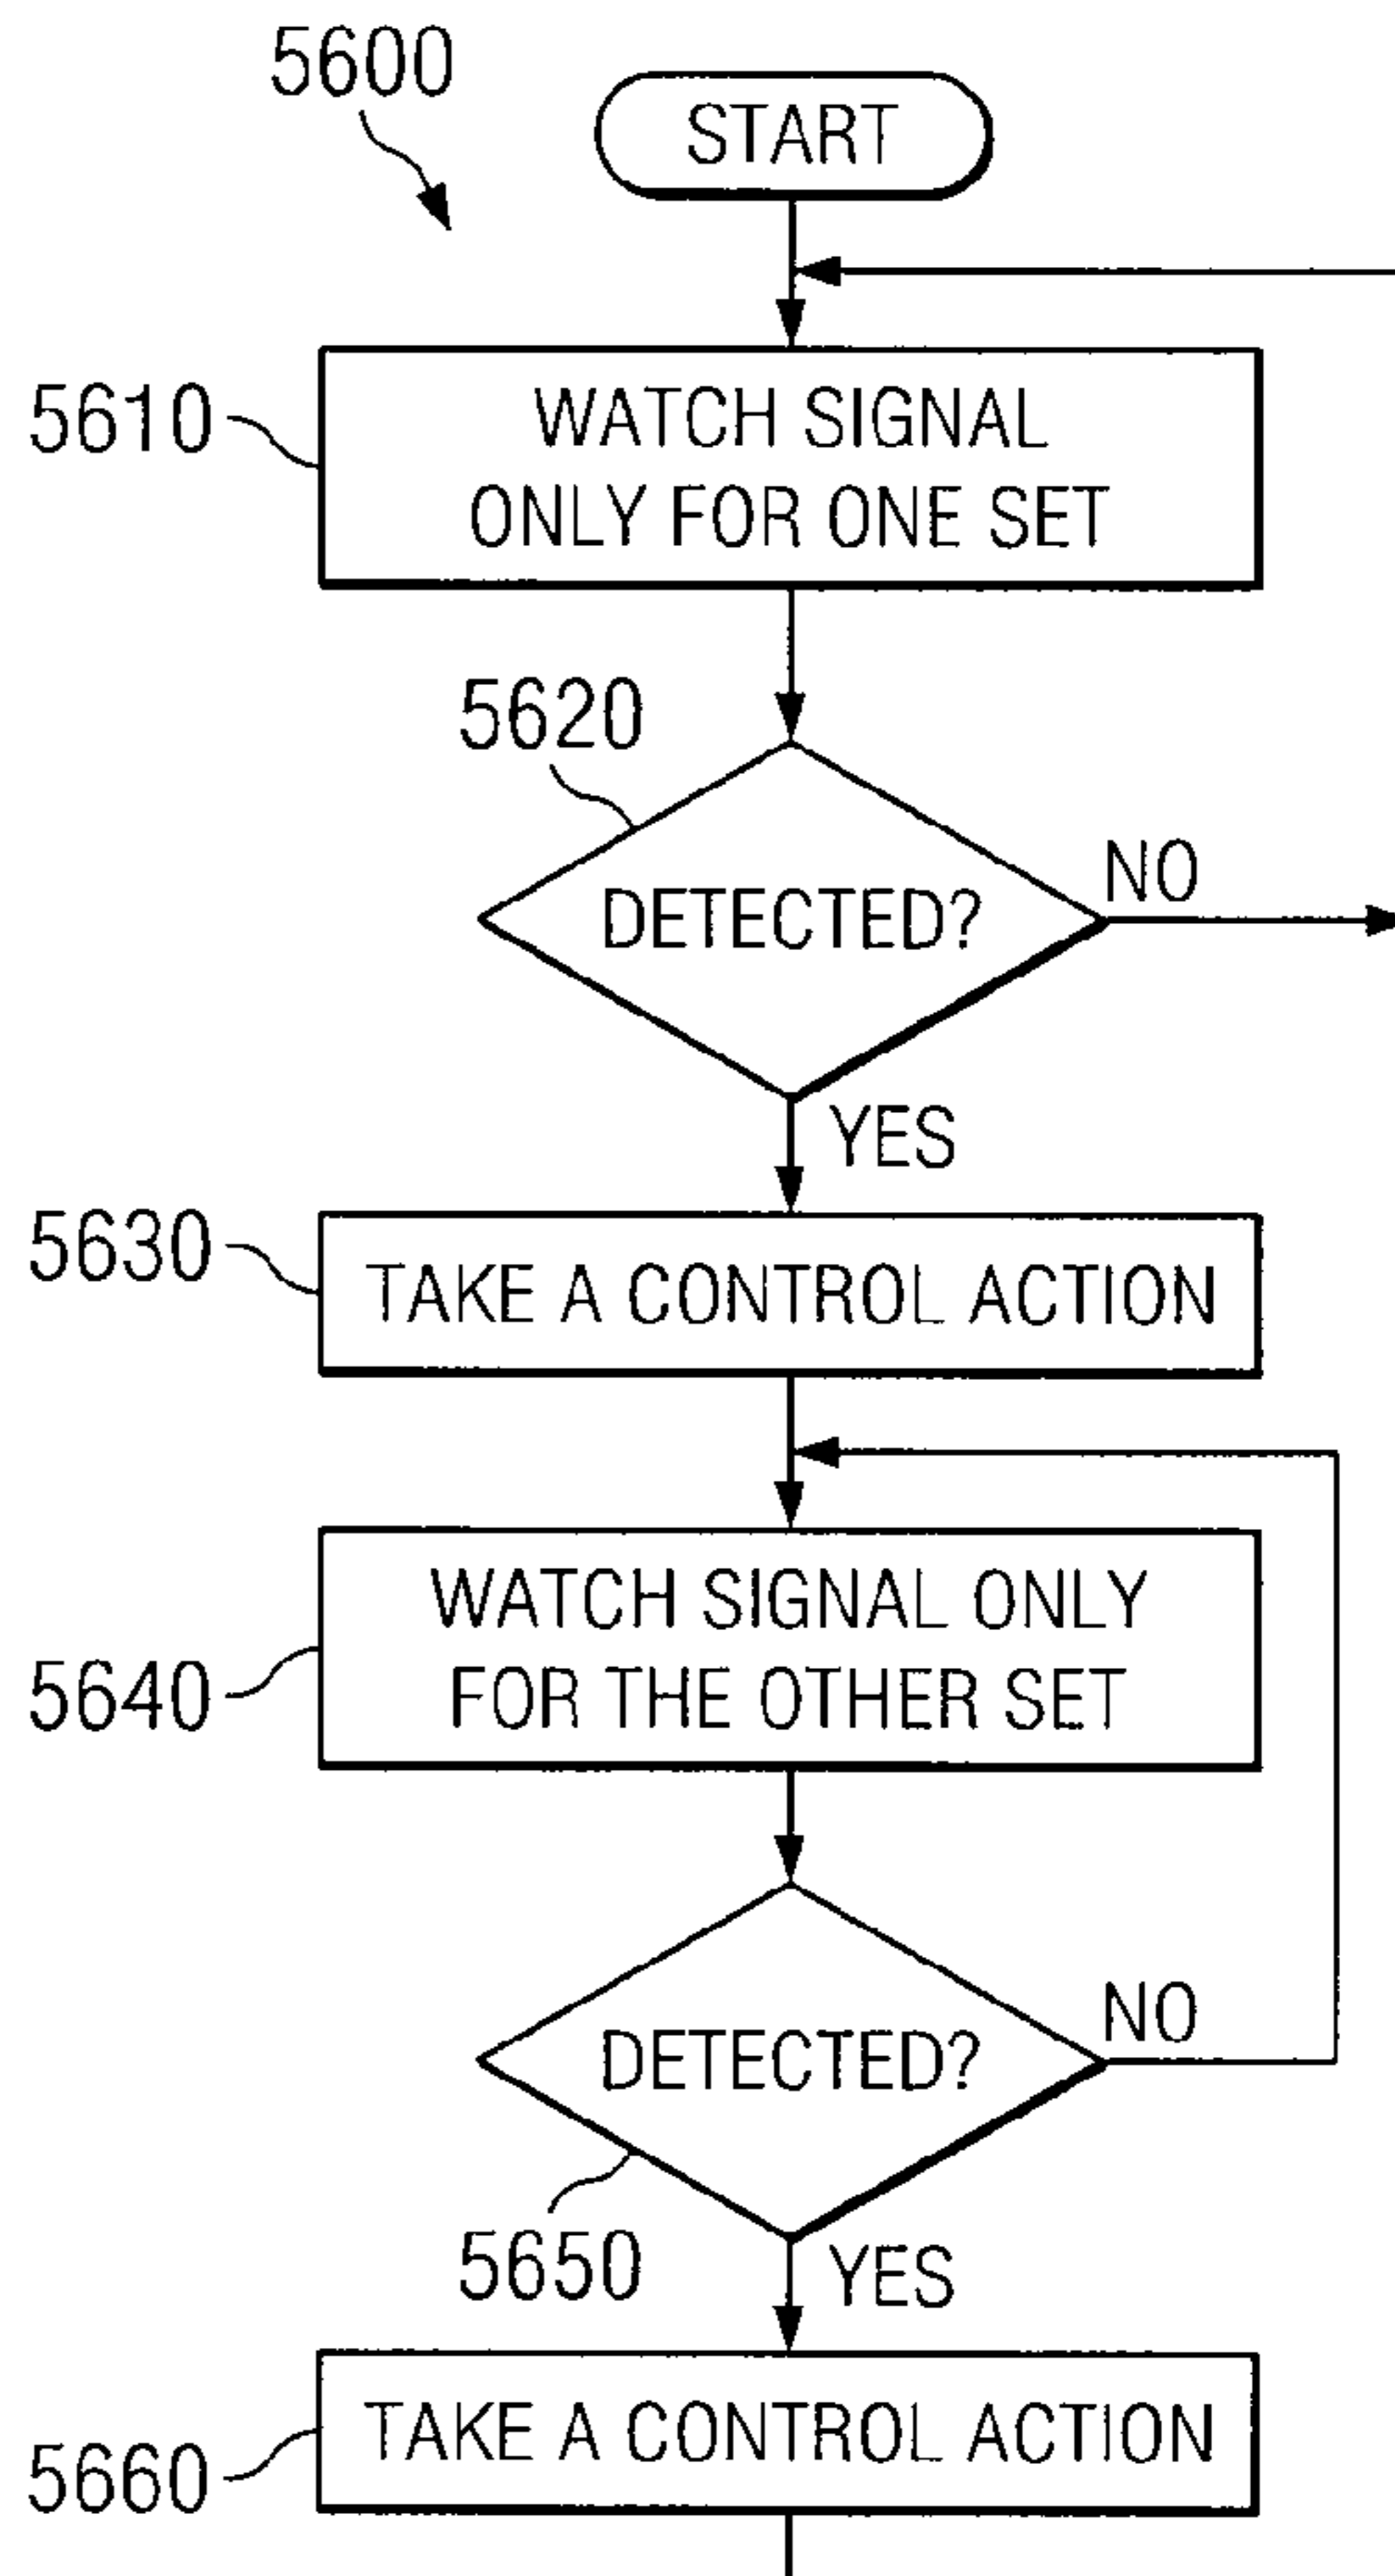 5600
START
5610
WATCH SIGNAL
ONLY FOR ONE SET
5620
DETECTED?
NO
YES
5630
TAKE A CONTROL ACTION
5640
WATCH SIGNAL ONLY
FOR THE OTHER SET
DETECTED?
NO
5650
YES
5660
TAKE A CONTROL ACTION